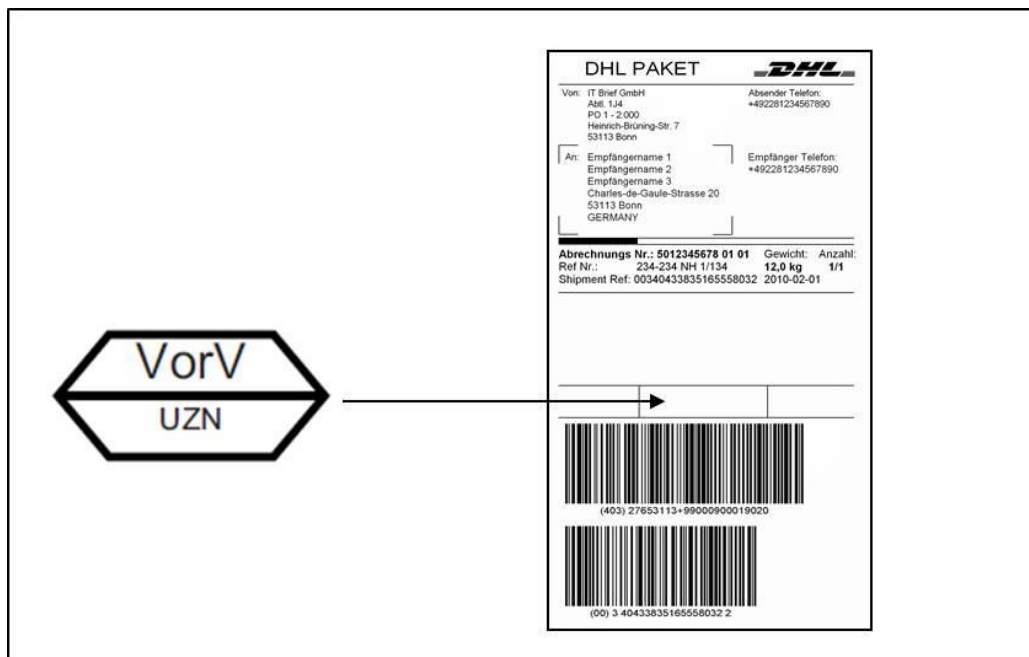 VorV
UZN
DHL PAKET
DHL
Von: IT Brief GmbH
Abtl. 1J4
PO 1 - 2.000
Heinrich-Brüning-Str. 7
53113 Bonn
Absender Telefon:
+492281234567890
An: Empfängername 1
Empfängername 2
Empfängername 3
Charles-de-Gaule-Strasse 20
53113 Bonn
GERMANY
Empfänger Telefon:
+492281234567890
Abrechnungs Nr.: 5012345678 01 01 Gewicht: Anzahl:
Ref Nr.: 234-234 NH 1/134 12,0 kg 1/1
Shipment Ref: 00340433835165558032 2010-02-01
(403) 27653113+99000900019020
(00) 3 40433835165558032 2